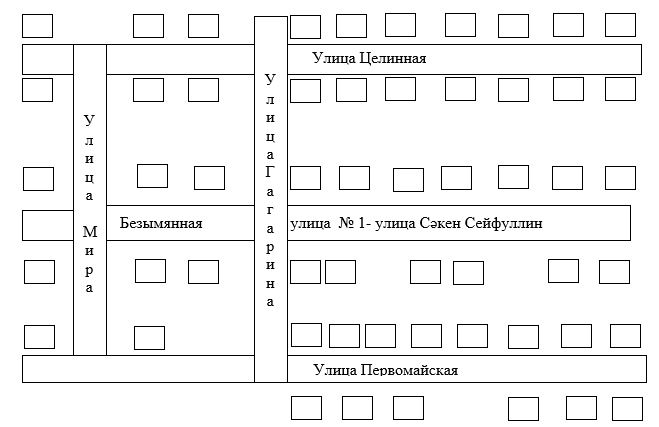 Улица Целинная
Улица Гагарина
Улица Мира
Безымянная улица № 1- улица Сәкен Сейфуллин
Улица Первомайская